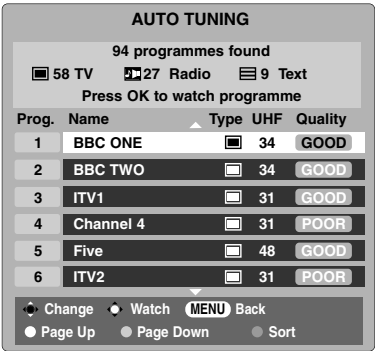 AUTO TUNING
94 programmes found
58 TV 27 Radio 9 Text
Press OK to watch programme
Prog. Name Type UHF Quality
1 BBC ONE 34 GOOD
2 BBC TWO 34 GOOD
3 ITV1 31 GOOD
4 Channel 4 31 POOR
5 Five 48 GOOD
6 ITV2 31 POOR
Change Watch MENU Back
Page Up Page Down Sort